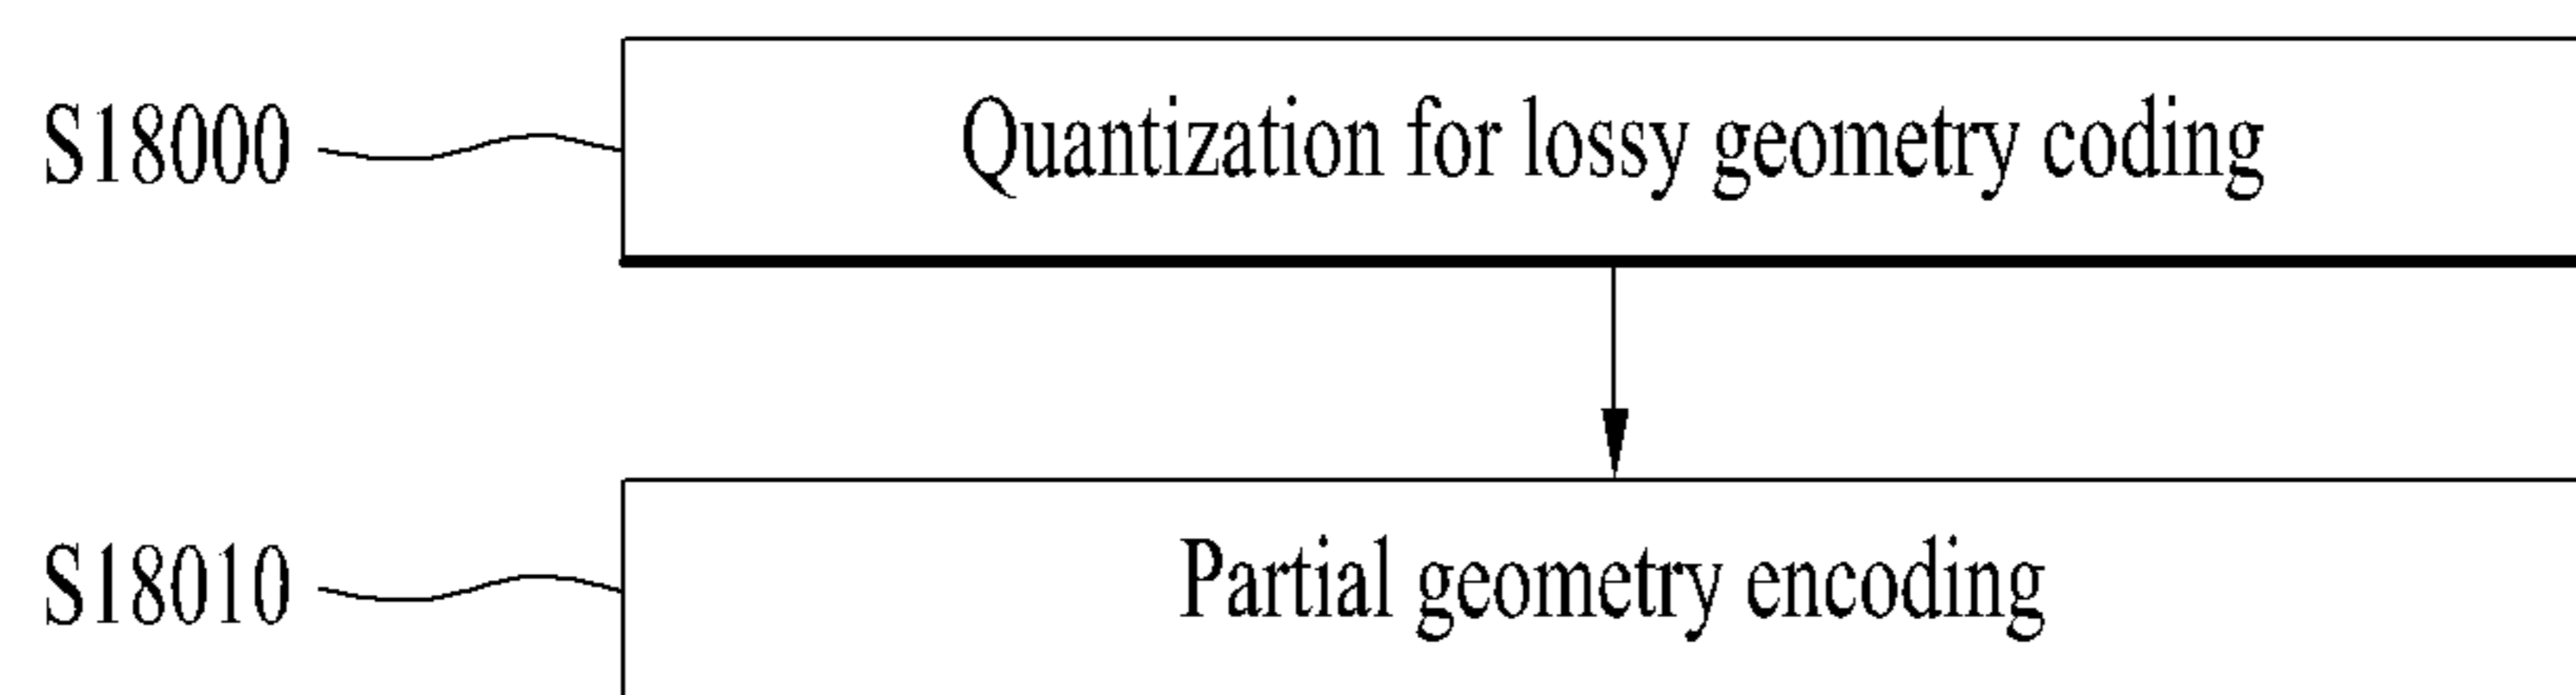 S18000 Quantization for lossy geometry coding
S18010 Partial geometry encoding